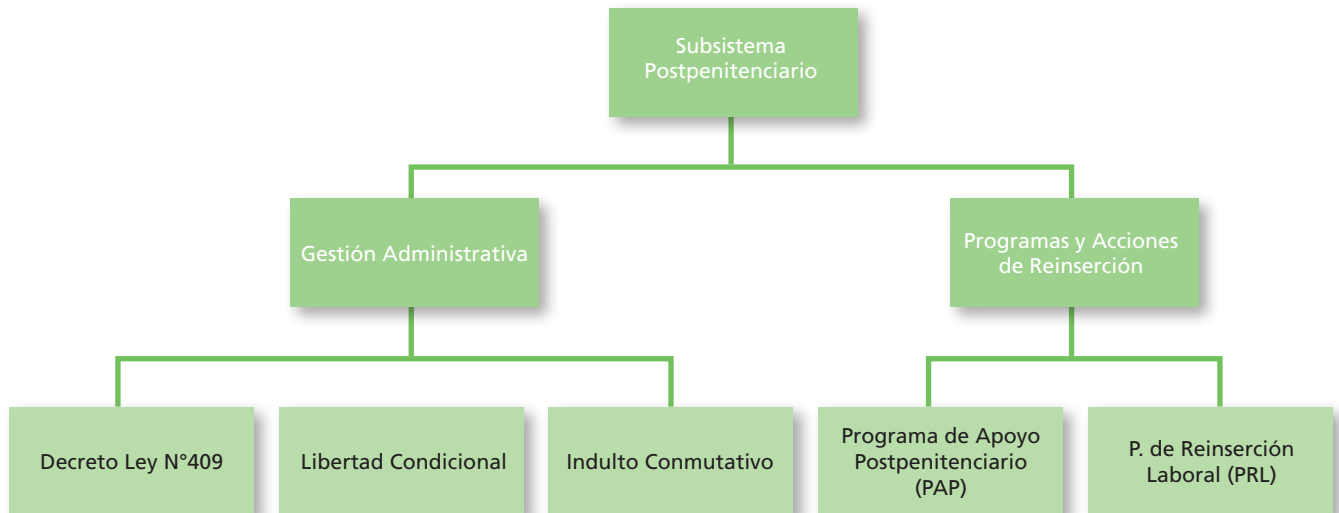 Subsistema
Postpenitenciario
Gestión Administrativa
Programas y Acciones
de Reinserción
Decreto Ley N°409
Libertad Condicional
Indulto Conmutativo
Programa de Apoyo
Postpenitenciario
(PAP)
P. de Reinserción
Laboral (PRL)